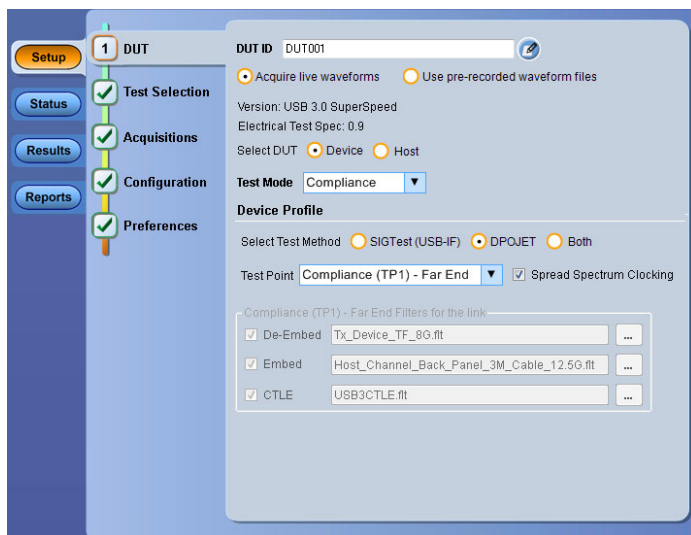 Setup
Status
Results
Reports
1 DUT
Test Selection
Acquisitions
Configuration
Preferences
DUT ID DUT001
Acquire live waveforms Use pre-recorded waveform files
Version: USB 3.0 SuperSpeed
Electrical Test Spec: 0.9
Select DUT Device Host
Test Mode Compliance
Device Profile
Select Test Method SIGTest (USB-IF) DPOJET Both
Test Point Compliance (TP1) - Far End Spread Spectrum Clocking
Compliance (TP1) - Far End Filters for the link
De-Embed Tx_Device_TF_8G.flt ...
Embed Host_Channel_Back_Panel_3M_Cable_12.5G.flt ...
CTLE USB3CTLE.flt ...